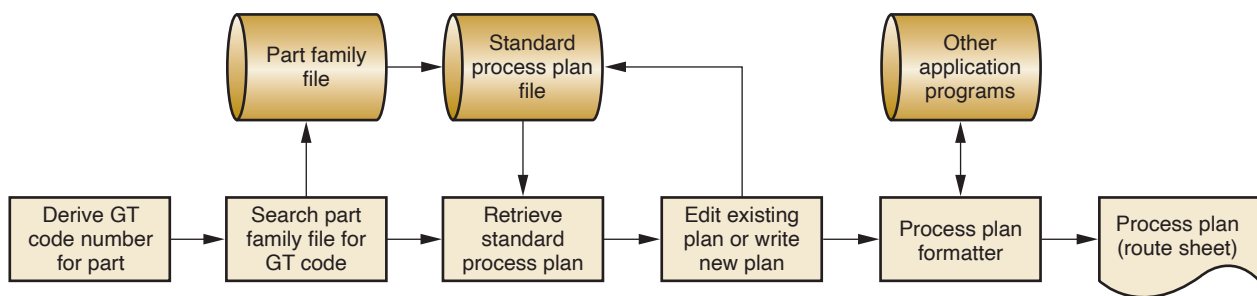 Part family
file
Standard
process plan
file
Other
application
programs
Derive GT
code number
for part
Search part
family file for
GT code
Retrieve
standard
process plan
Edit existing
plan or write
new plan
Process plan
formatter
Process plan
(route sheet)